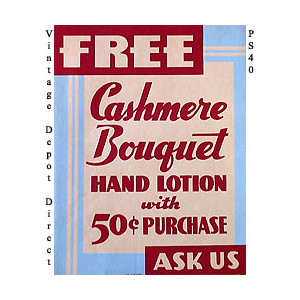 FREE
Cashmere
Bouquet
HAND LOTION
with
50¢ PURCHASE
ASK US
Vintage Depot Direct
PS40